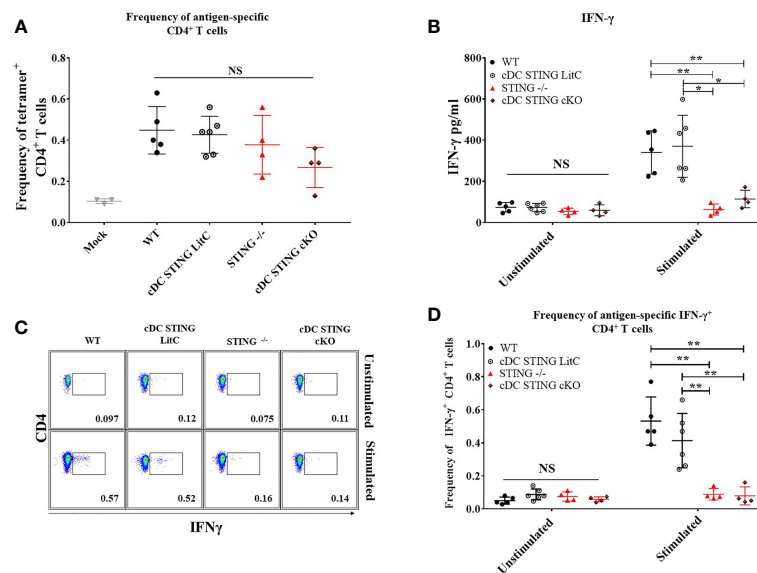 A
Frequency of antigen-specific
CD4+ T cells
Frequency of tetramer+
CD4+ T cells
0.8
0.6
0.4
0.2
0.0
NS
Mock
WT
cDC STING LitC
STING -/-
cDC STING cKO
B
IFN-γ
WT
cDC STING LitC
STING -/-
cDC STING cKO
IFN-γ pg/ml
800
600
400
200
0
NS
**
**
*
*
Unstimulated
Stimulated
C
WT
cDC STING
LitC
STING -/-
cDC STING
cKO
CD4
0.097
0.12
0.075
0.11
Unstimulated
0.57
0.52
0.16
0.14
Stimulated
IFNγ
D
Frequency of antigen-specific IFN-γ+
CD4+ T cells
WT
cDC STING LitC
STING -/-
cDC STING cKO
Frequency of IFN-γ+ CD4+ T cells
1.0
0.8
0.6
0.4
0.2
0.0
NS
**
**
**
**
Unstimulated
Stimulated